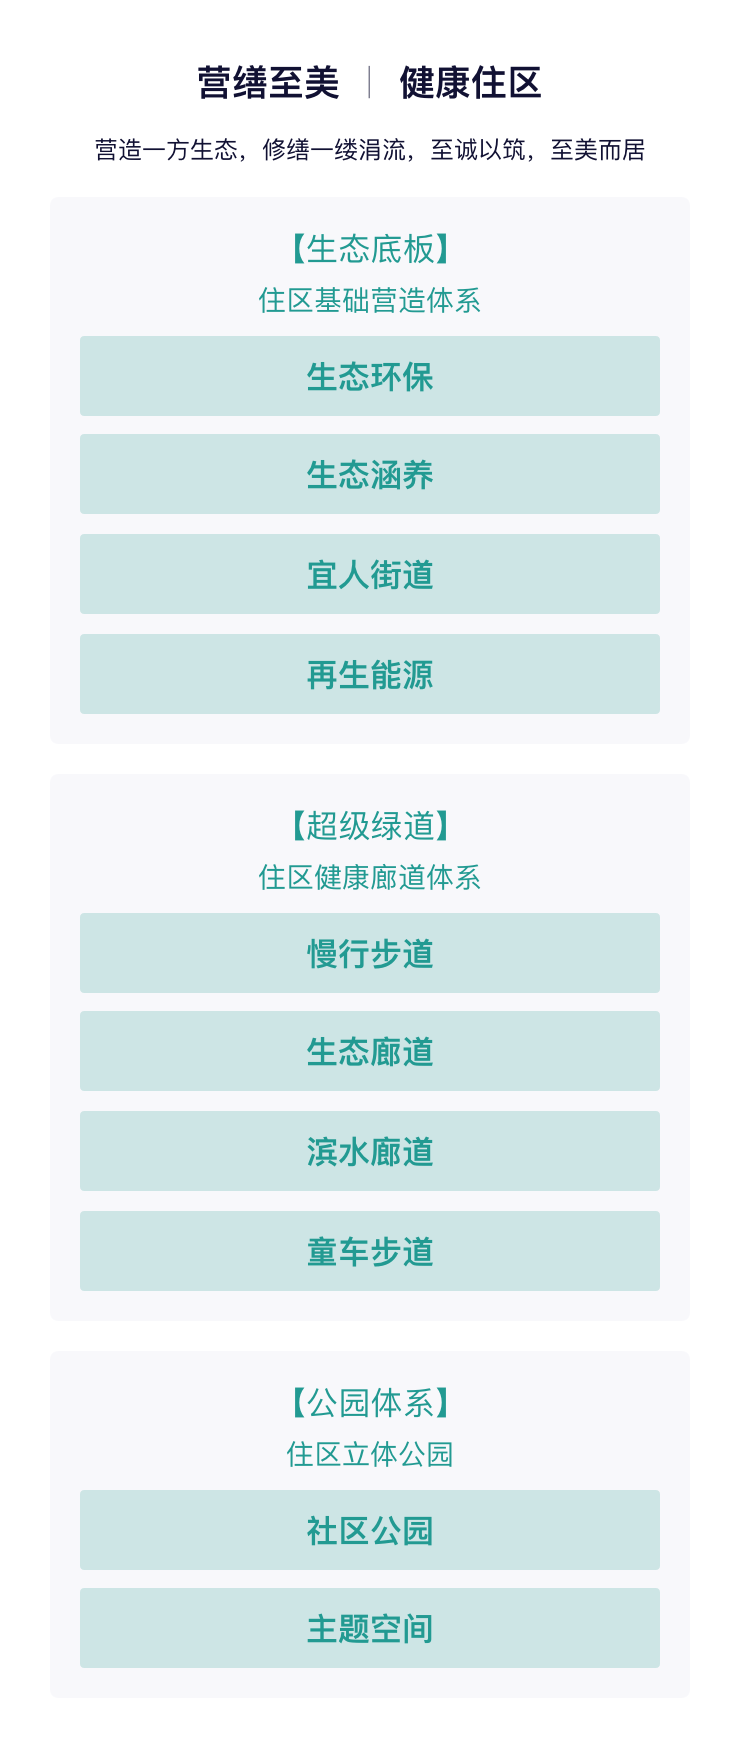 营缮至美｜健康住区
营造一方生态，修缮一缕涓流，至诚以筑，至美而居
【生态底板】
住区基础营造体系
生态环保
生态涵养
宜人街道
再生能源
【超级绿道】
住区健康廊道体系
慢行步道
生态廊道
滨水廊道
童车步道
【公园体系】
住区立体公园
社区公园
主题空间